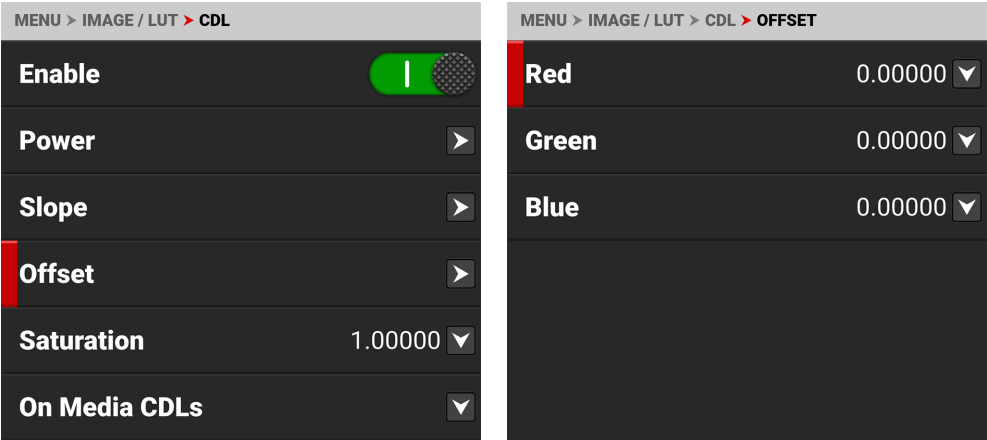 MENU > IMAGE / LUT > CDL
Enable
Power
Slope
Offset
Saturation 1.00000
On Media CDLs
MENU > IMAGE / LUT > CDL > OFFSET
Red 0.00000
Green 0.00000
Blue 0.00000